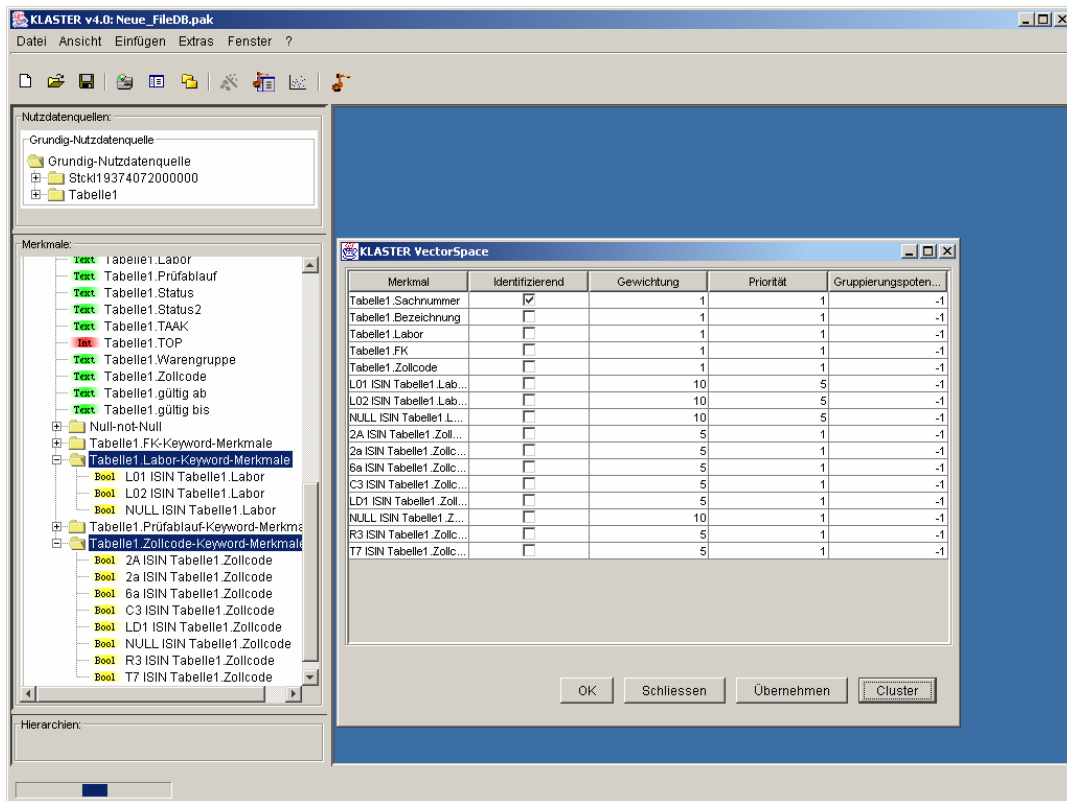 KLASTER v4.0: Neue_FileDB.pak
Datei Ansicht Einfügen Extras Fenster ?
Nutzdatenquellen:
Grundig-Nutzdatenquelle
Grundig-Nutzdatenquelle
Stckl19374072000000
Tabelle1
Merkmale:
Text Tabelle1.Labor
Text Tabelle1.Prüfablauf
Text Tabelle1.Status
Text Tabelle1.Status2
Text Tabelle1.TAAK
Int Tabelle1.TOP
Text Tabelle1.Warengruppe
Text Tabelle1.Zollcode
Text Tabelle1.gültig ab
Text Tabelle1.gültig bis
Null-not-Null
Tabelle1.FK-Keyword-Merkmale
Tabelle1.Labor-Keyword-Merkmale
Bool L01 ISIN Tabelle1.Labor
Bool L02 ISIN Tabelle1.Labor
Bool NULL ISIN Tabelle1.Labor
Tabelle1.Prüfablauf-Keyword-Merkma
Tabelle1.Zollcode-Keyword-Merkmale
Bool 2A ISIN Tabelle1.Zollcode
Bool 2a ISIN Tabelle1.Zollcode
Bool 6a ISIN Tabelle1.Zollcode
Bool C3 ISIN Tabelle1.Zollcode
Bool LD1 ISIN Tabelle1.Zollcode
Bool NULL ISIN Tabelle1.Zollcode
Bool R3 ISIN Tabelle1.Zollcode
Bool T7 ISIN Tabelle1.Zollcode
Hierarchien:
KLASTER VectorSpace
Merkmal Identifizierend Gewichtung Priorität Gruppierungspoten...
Tabelle1.Sachnummer 1 1 -1
Tabelle1.Bezeichnung 1 1 -1
Tabelle1.Labor 1 1 -1
Tabelle1.FK 1 1 -1
Tabelle1.Zollcode 1 1 -1
L01 ISIN Tabelle1.Lab... 10 5 -1
L02 ISIN Tabelle1.Lab... 10 5 -1
NULL ISIN Tabelle1.L... 10 5 -1
2A ISIN Tabelle1.Zoll... 5 1 -1
2a ISIN Tabelle1.Zollc... 5 1 -1
6a ISIN Tabelle1.Zollc... 5 1 -1
C3 ISIN Tabelle1.Zollc... 5 1 -1
LD1 ISIN Tabelle1.Zoll... 5 1 -1
NULL ISIN Tabelle1.Z... 10 1 -1
R3 ISIN Tabelle1.Zollc... 5 1 -1
T7 ISIN Tabelle1.Zollc... 5 1 -1
OK Schliessen Übernehmen Cluster